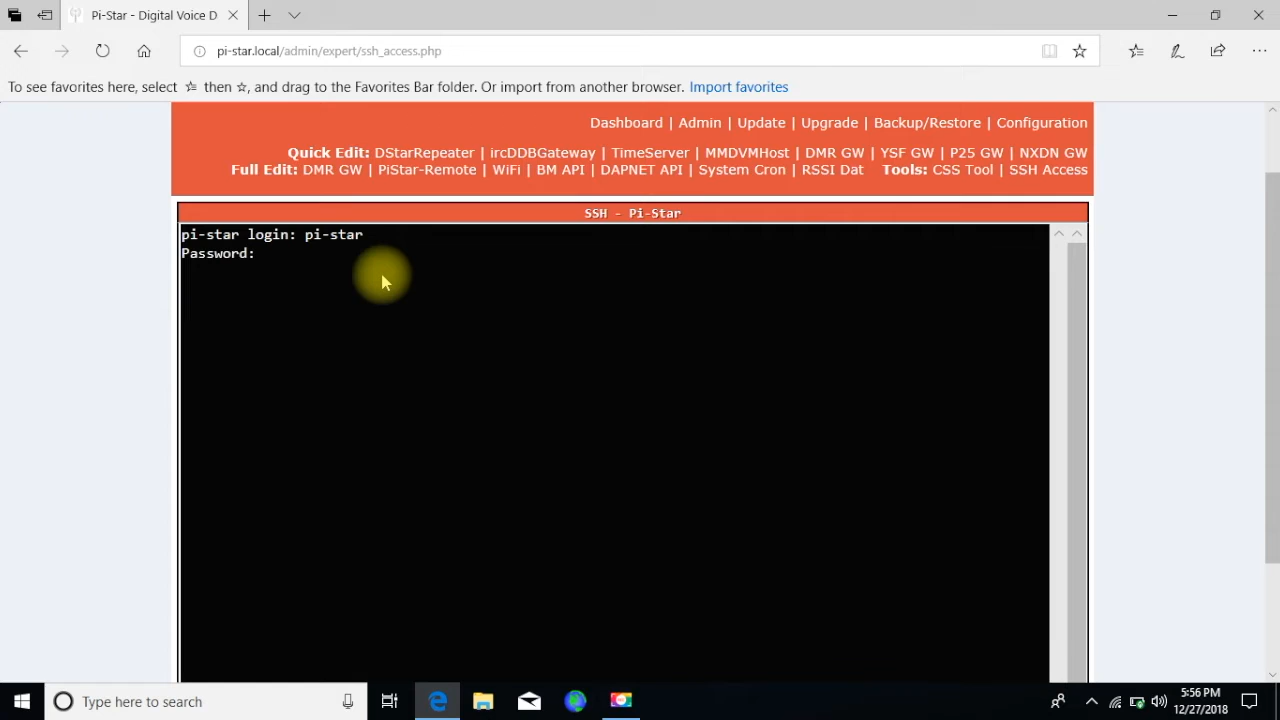 Pi-Star - Digital Voice D
pi-star.local/admin/expert/ssh_access.php
To see favorites here, select then ☆, and drag to the Favorites Bar folder. Or import from another browser. Import favorites
Dashboard | Admin | Update | Upgrade | Backup/Restore | Configuration
Quick Edit: DStarRepeater | ircDDBGateway | TimeServer | MMDVMHost | DMR GW | YSF GW | P25 GW | NXDN GW
Full Edit: DMR GW | PiStar-Remote | WiFi | BM API | DAPNET API | System Cron | RSSI Dat Tools: CSS Tool | SSH Access
SSH - Pi-Star
pi-star login: pi-star
Password:
Type here to search
5:56 PM
12/27/2018